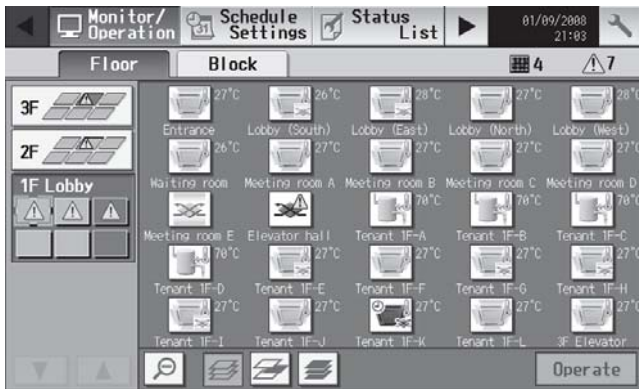 Monitor/ Operation
Schedule Settings
Status List
01/09/2008
21:03
Floor
Block
4
7
3F
2F
1F Lobby
27°C 26°C 28°C 27°C 28°C
Entrance Lobby (South) Lobby (East) Lobby (North) Lobby (West)
26°C 27°C 27°C 27°C 27°C
Waiting room Meeting room A Meeting room B Meeting room C Meeting room D
70°C 70°C 70°C
Meeting room E Elevator hall Tenant 1F-A Tenant 1F-B Tenant 1F-C
70°C 27°C 27°C 27°C 27°C
Tenant 1F-D Tenant 1F-E Tenant 1F-F Tenant 1F-G Tenant 1F-H
27°C 27°C 27°C 27°C 27°C
Tenant 1F-I Tenant 1F-J Tenant 1F-K Tenant 1F-L 3F Elevator
Operate